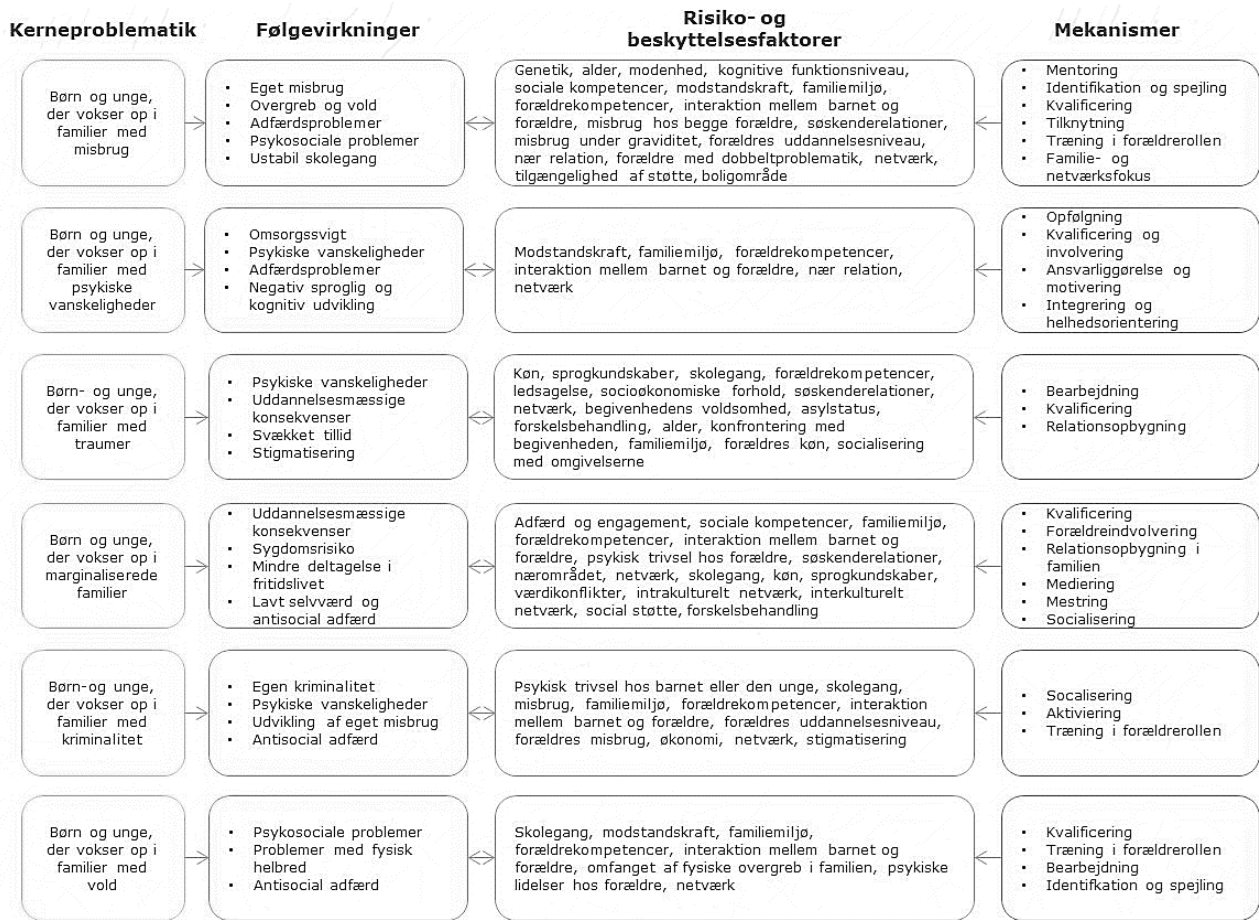 Kerneproblematik
Følgevirkninger
Risiko- og
beskyttelsesfaktorer
Mekanismer
Børn og unge,
der vokser op i
familier med
misbrug
• Eget misbrug
• Overgreb og vold
• Adfærdsproblemer
• Psykosociale problemer
• Ustabil skolegang
Genetik, alder, modenhed, kognitive funktionsniveau,
sociale kompetencer, modstandskraft, familiemiljø,
forældrekompetencer, interaktion mellem barnet og
forældre, misbrug hos begge forældre, søskenderelationer,
misbrug under graviditet, forældres uddannelsesniveau,
nær relation, forældre med dobbeltproblematik, netværk,
tilgængelighed af støtte, boligområde
• Mentoring
• Identifikation og spejling
• Kvalificering
• Tilknytning
• Træning i forældrerollen
• Familie- og
netværksfokus
Børn og unge,
der vokser op i
familier med
psykiske
vanskeligheder
• Omsorgssvigt
• Psykiske vanskeligheder
• Adfærdsproblemer
• Negativ sproglig og
kognitiv udvikling
Modstandskraft, familiemiljø, forældrekompetencer,
interaktion mellem barnet og forældre, nær relation,
netværk
• Opfølgning
• Kvalificering og
involvering
• Ansvarliggørelse og
motivering
• Integrering og
helhedsorientering
Børn- og unge,
der vokser op i
familier med
traumer
• Psykiske vanskeligheder
• Uddannelsesmæssige
konsekvenser
• Svækket tillid
• Stigmatisering
Køn, sprogkundskaber, skolegang, forældrekompetencer,
ledsagelse, socioøkonomiske forhold, søskenderelationer,
netværk, begivenhedens voldsomhed, asylstatus,
forskelsbehandling, alder, konfrontering med
begivenheden, familiemiljø, forældres køn, socialisering
med omgivelserne
• Bearbejdning
• Kvalificering
• Relationsopbygning
Børn og unge,
der vokser op i
marginaliserede
familier
• Uddannelsesmæssige
konsekvenser
• Sygdomsrisiko
• Mindre deltagelse i
fritidslivet
• Lavt selvværd og
antisocial adfærd
Adfærd og engagement, sociale kompetencer, familiemiljø,
forældrekompetencer, interaktion mellem barnet og
forældre, psykisk trivsel hos forældre, søskenderelationer,
nærområdet, netværk, skolegang, køn, sprogkundskaber,
værdikonflikter, intrakulturelt netværk, interkulturelt
netværk, social støtte, forskelsbehandling
• Kvalificering
• Forældreindvolvering
• Relationsopbygning i
familien
• Mediering
• Mestring
• Socialisering
Børn-og unge,
der vokser op i
familier med
kriminalitet
• Egen kriminalitet
• Psykiske vanskeligheder
• Udvikling af eget misbrug
• Antisocial adfærd
Psykisk trivsel hos barnet eller den unge, skolegang,
misbrug, familiemiljø, forældrekompetencer, interaktion
mellem barnet og forældre, forældres uddannelsesniveau,
forældres misbrug, økonomi, netværk, stigmatisering
• Socalisering
• Aktiviering
• Træning i forældrerollen
Børn og unge,
der vokser op i
familier med
vold
• Psykosociale problemer
• Problemer med fysisk
helbred
• Antisocial adfærd
Skolegang, modstandskraft, familiemiljø,
forældrekompetencer, interaktion mellem barnet og
forældre, omfanget af fysiske overgreb i familien, psykiske
lidelser hos forældre, netværk
• Kvalificering
• Træning i forældrerollen
• Bearbejdning
• Identifkation og spejling